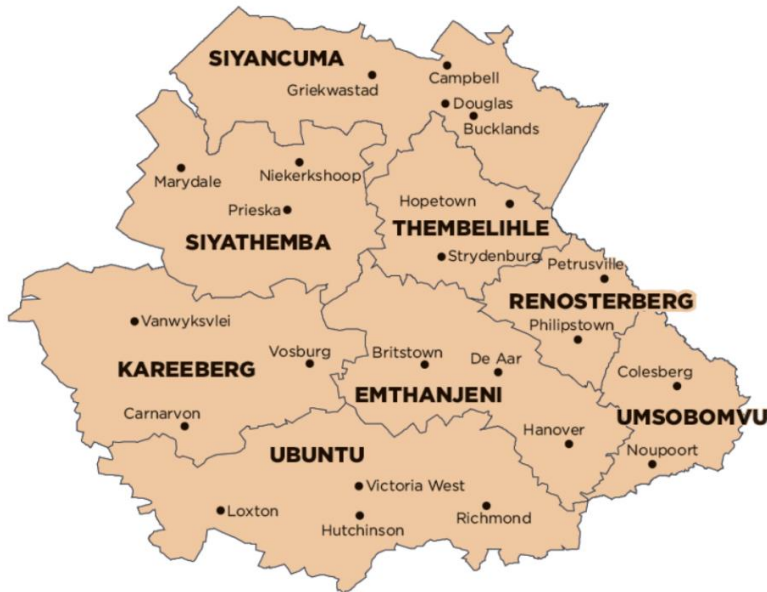 SIYANCUMA
Campbell
Griekwastad
Douglas
Bucklands
Niekerkshoop
Marydale
Hopetown
Prieska
THEMBELIHLE
SIYATHEMBA
Strydenburg
Petrusville
RENOSTERBERG
Vanwyksvlei
Philipstown
Vosburg
Britstown
De Aar
KAREEBERG
Colesberg
EMTHANJENI
UMSOBOMVU
Carnarvon
Hanover
UBUNTU
Noupoort
Victoria West
Loxton
Richmond
Hutchinson